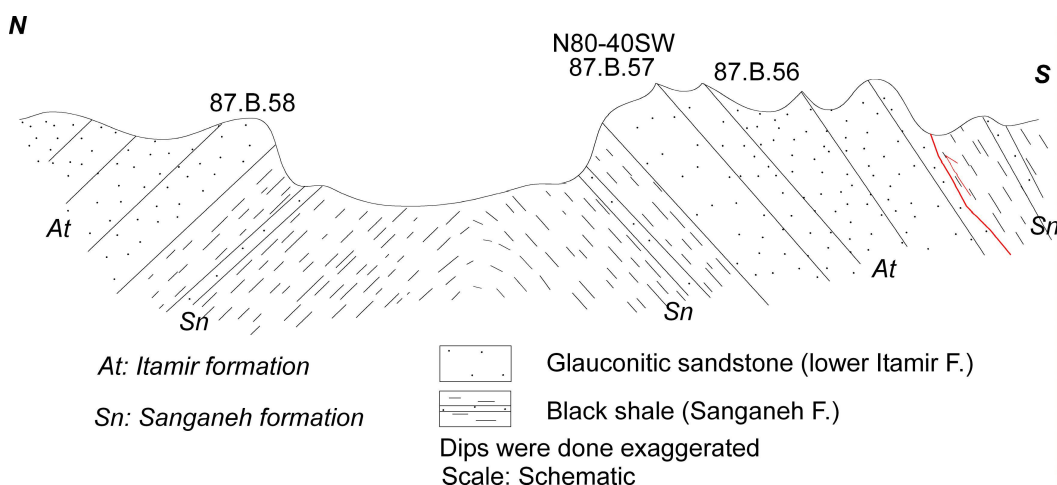 N
N80-40SW
87.B.57
87.B.56
S
87.B.58
At
Sn
At
Sn
Sn
At: Itamir formation
Glauconitic sandstone (lower Itamir F.)
Sn: Sanganeh formation
Black shale (Sanganeh F.)
Dips were done exaggerated
Scale: Schematic